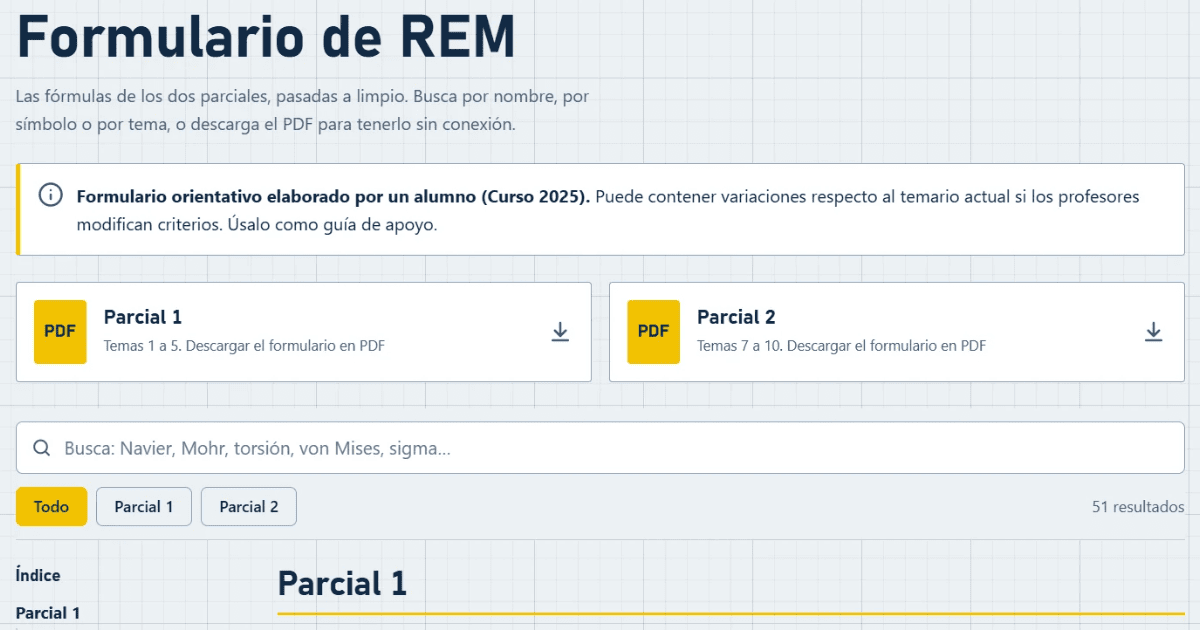 Formulario de REM
Las fórmulas de los dos parciales, pasadas a limpio. Busca por nombre, por
símbolo o por tema, o descarga el PDF para tenerlo sin conexión.
Formulario orientativo elaborado por un alumno (Curso 2025). Puede contener variaciones respecto al temario actual si los profesores
modifican criterios. Úsalo como guía de apoyo.
PDF
Parcial 1
Temas 1 a 5. Descargar el formulario en PDF
PDF
Parcial 2
Temas 7 a 10. Descargar el formulario en PDF
Busca: Navier, Mohr, torsión, von Mises, sigma...
Todo
Parcial 1
Parcial 2
51 resultados
Índice
Parcial 1
Parcial 1